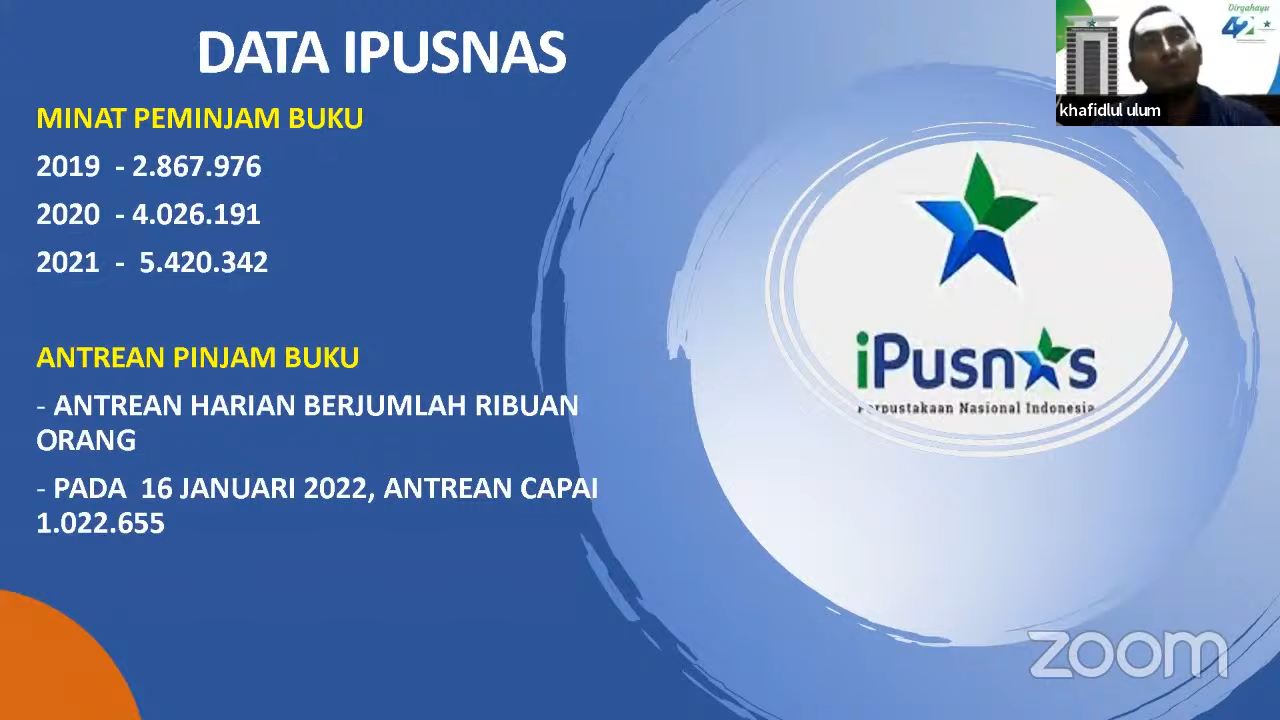 DATA IPUSNAS
MINAT PEMINJAM BUKU
2019 - 2.867.976
2020 - 4.026.191
2021 - 5.420.342
ANTREAN PINJAM BUKU
- ANTREAN HARIAN BERJUMLAH RIBUAN
ORANG
- PADA 16 JANUARI 2022, ANTREAN CAPAI
1.022.655
iPusnas
Perpustakaan Nasional Indonesia
Dirgahayu
42
khafidlul ulum
zoom